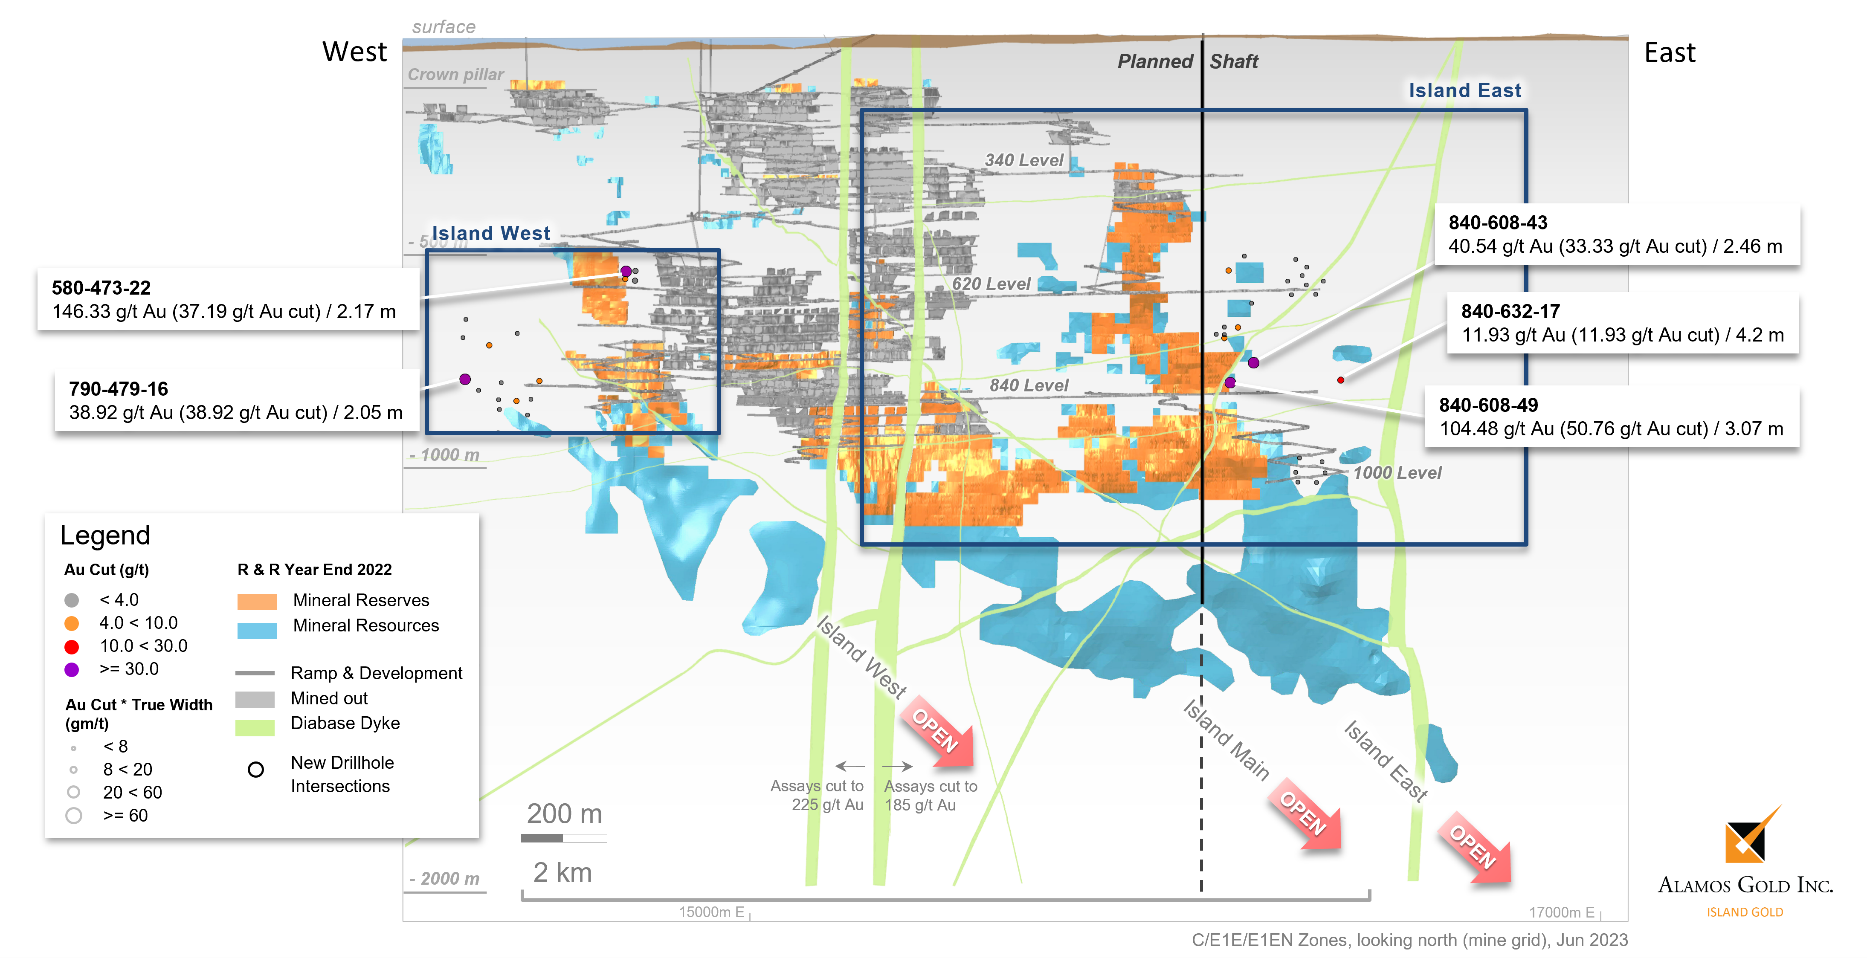 surface
West
East
Crown pillar
Planned Shaft
Island East
340 Level
Island West
- 500 m
620 Level
840 Level
1000 Level
- 1000 m
580-473-22
146.33 g/t Au (37.19 g/t Au cut) / 2.17 m
790-479-16
38.92 g/t Au (38.92 g/t Au cut) / 2.05 m
840-608-43
40.54 g/t Au (33.33 g/t Au cut) / 2.46 m
840-632-17
11.93 g/t Au (11.93 g/t Au cut) / 4.2 m
840-608-49
104.48 g/t Au (50.76 g/t Au cut) / 3.07 m
Legend
Au Cut (g/t)
< 4.0
4.0 < 10.0
10.0 < 30.0
>= 30.0
Au Cut * True Width
(gm/t)
< 8
8 < 20
20 < 60
>= 60
R & R Year End 2022
Mineral Reserves
Mineral Resources
Ramp & Development
Mined out
Diabase Dyke
New Drillhole
Intersections
Island West
OPEN
Island Main
OPEN
Island East
OPEN
Assays cut to
225 g/t Au
Assays cut to
185 g/t Au
200 m
2 km
- 2000 m
15000m E
17000m E
C/E1E/E1EN Zones, looking north (mine grid), Jun 2023
ALAMOS GOLD INC.
ISLAND GOLD